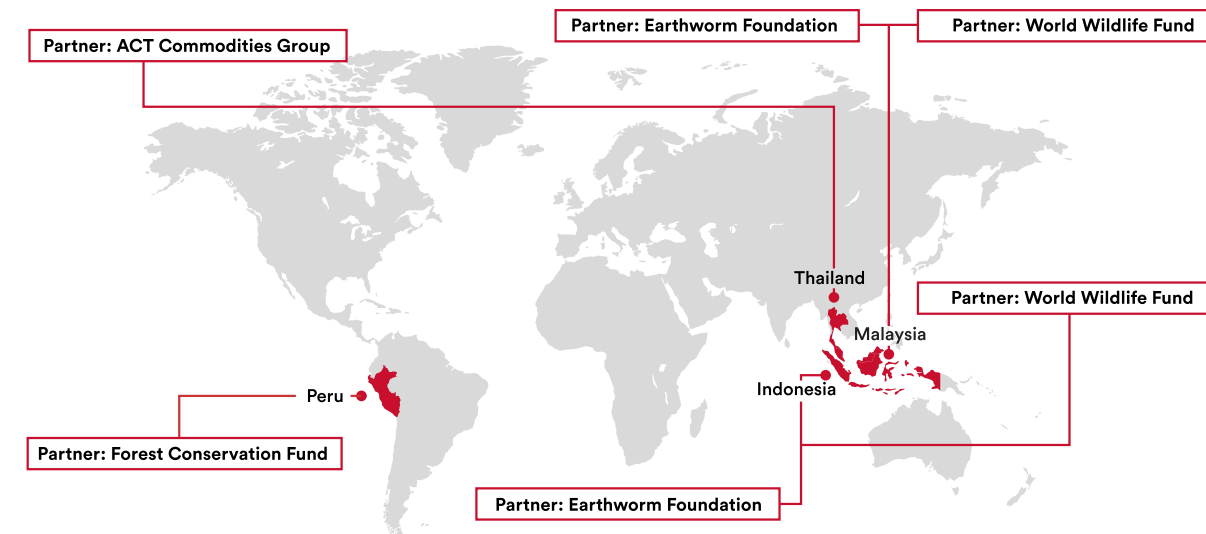 Partner: Earthworm Foundation
Partner: World Wildlife Fund
Partner: ACT Commodities Group
Thailand
Partner: World Wildlife Fund
Malaysia
Indonesia
Peru
Partner: Forest Conservation Fund
Partner: Earthworm Foundation